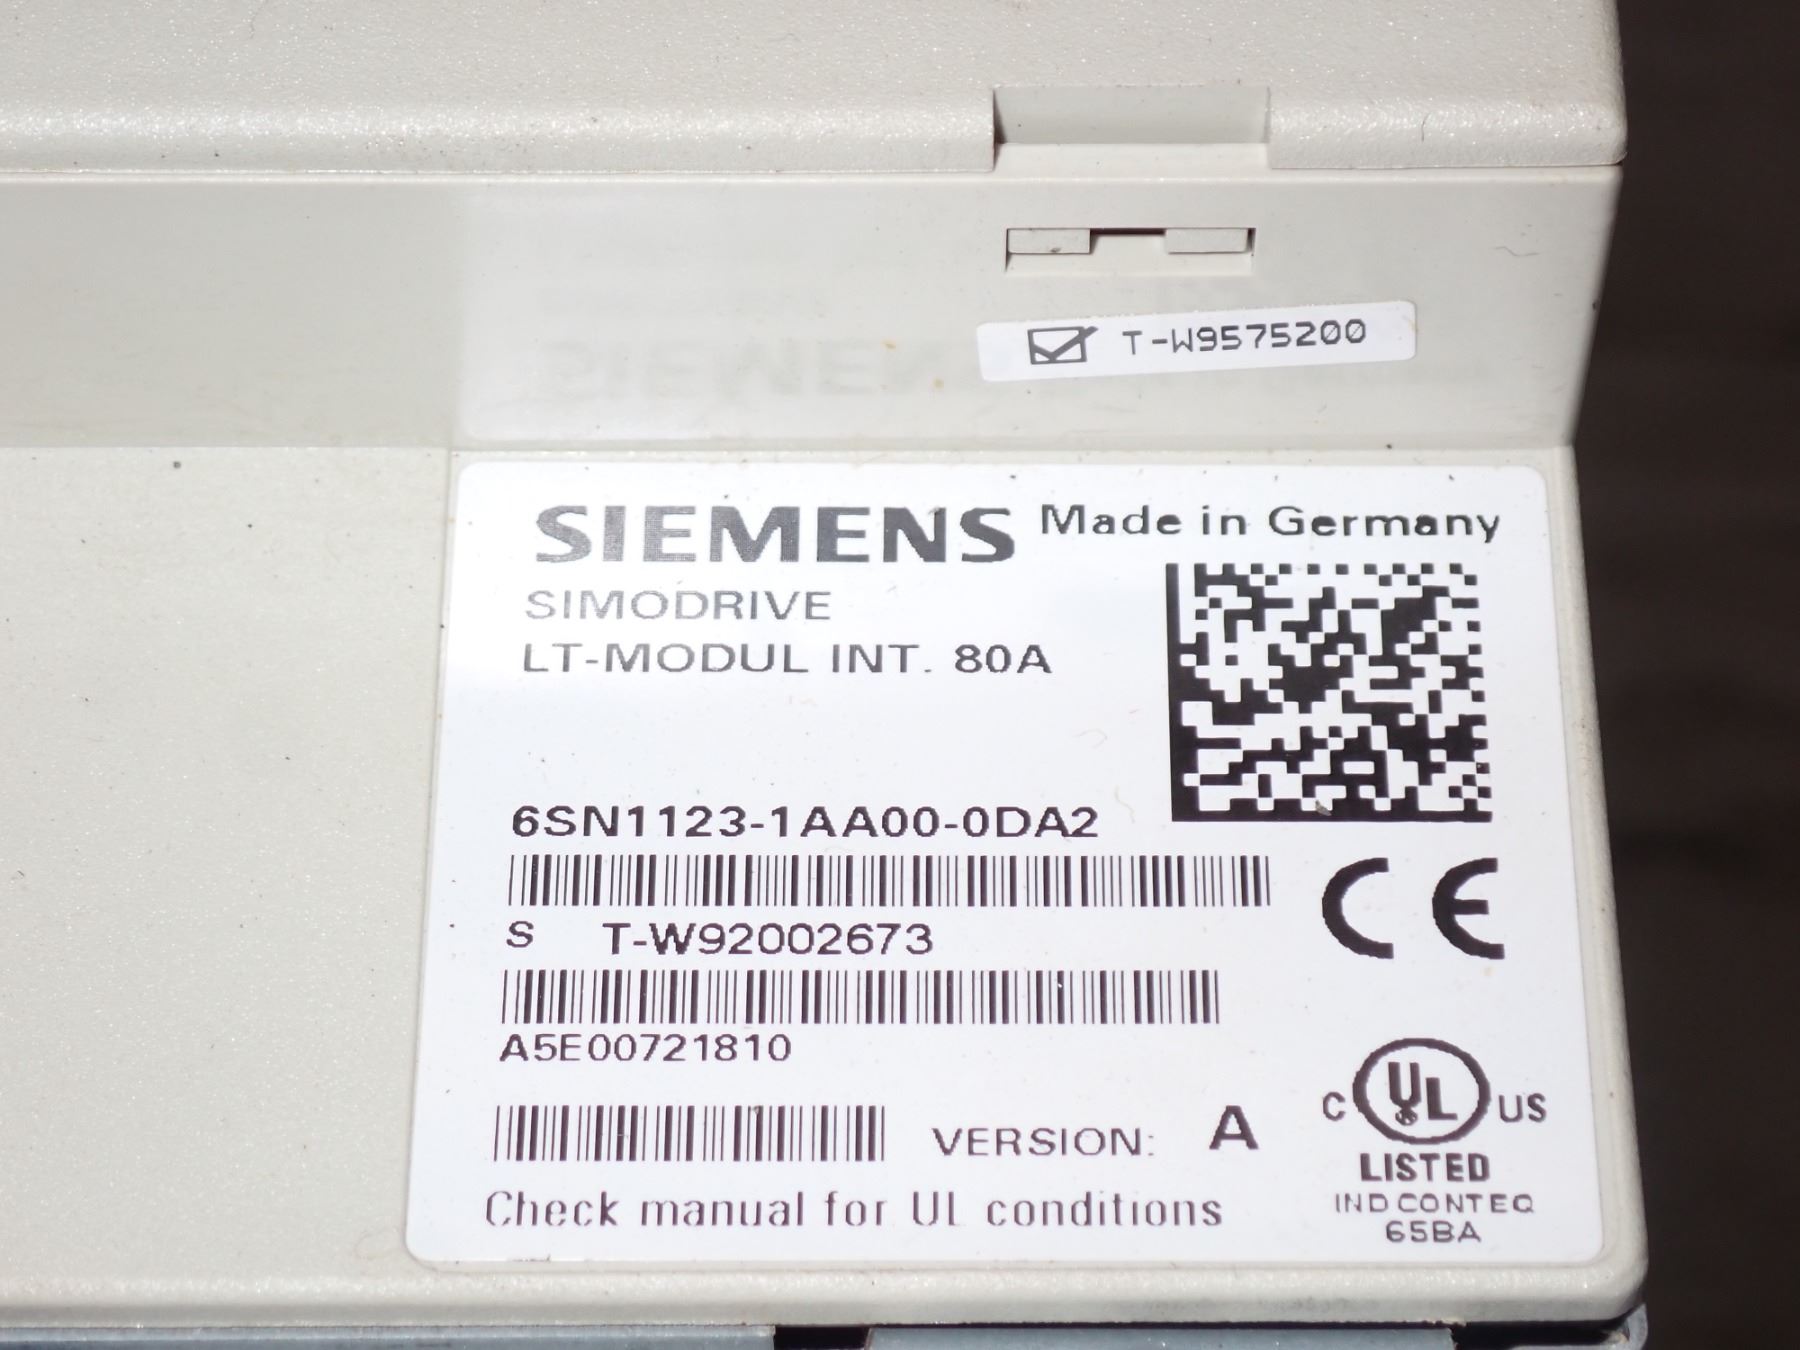 T-W9575200
SIEMENS Made in Germany
SIMODRIVE
LT-MODUL INT. 80A
6SN1123-1AA00-0DA2
S T-W92002673
A5E00721810
VERSION: A
Check manual for UL conditions
CE
C UL US
LISTED
IND CONT EQ
65BA